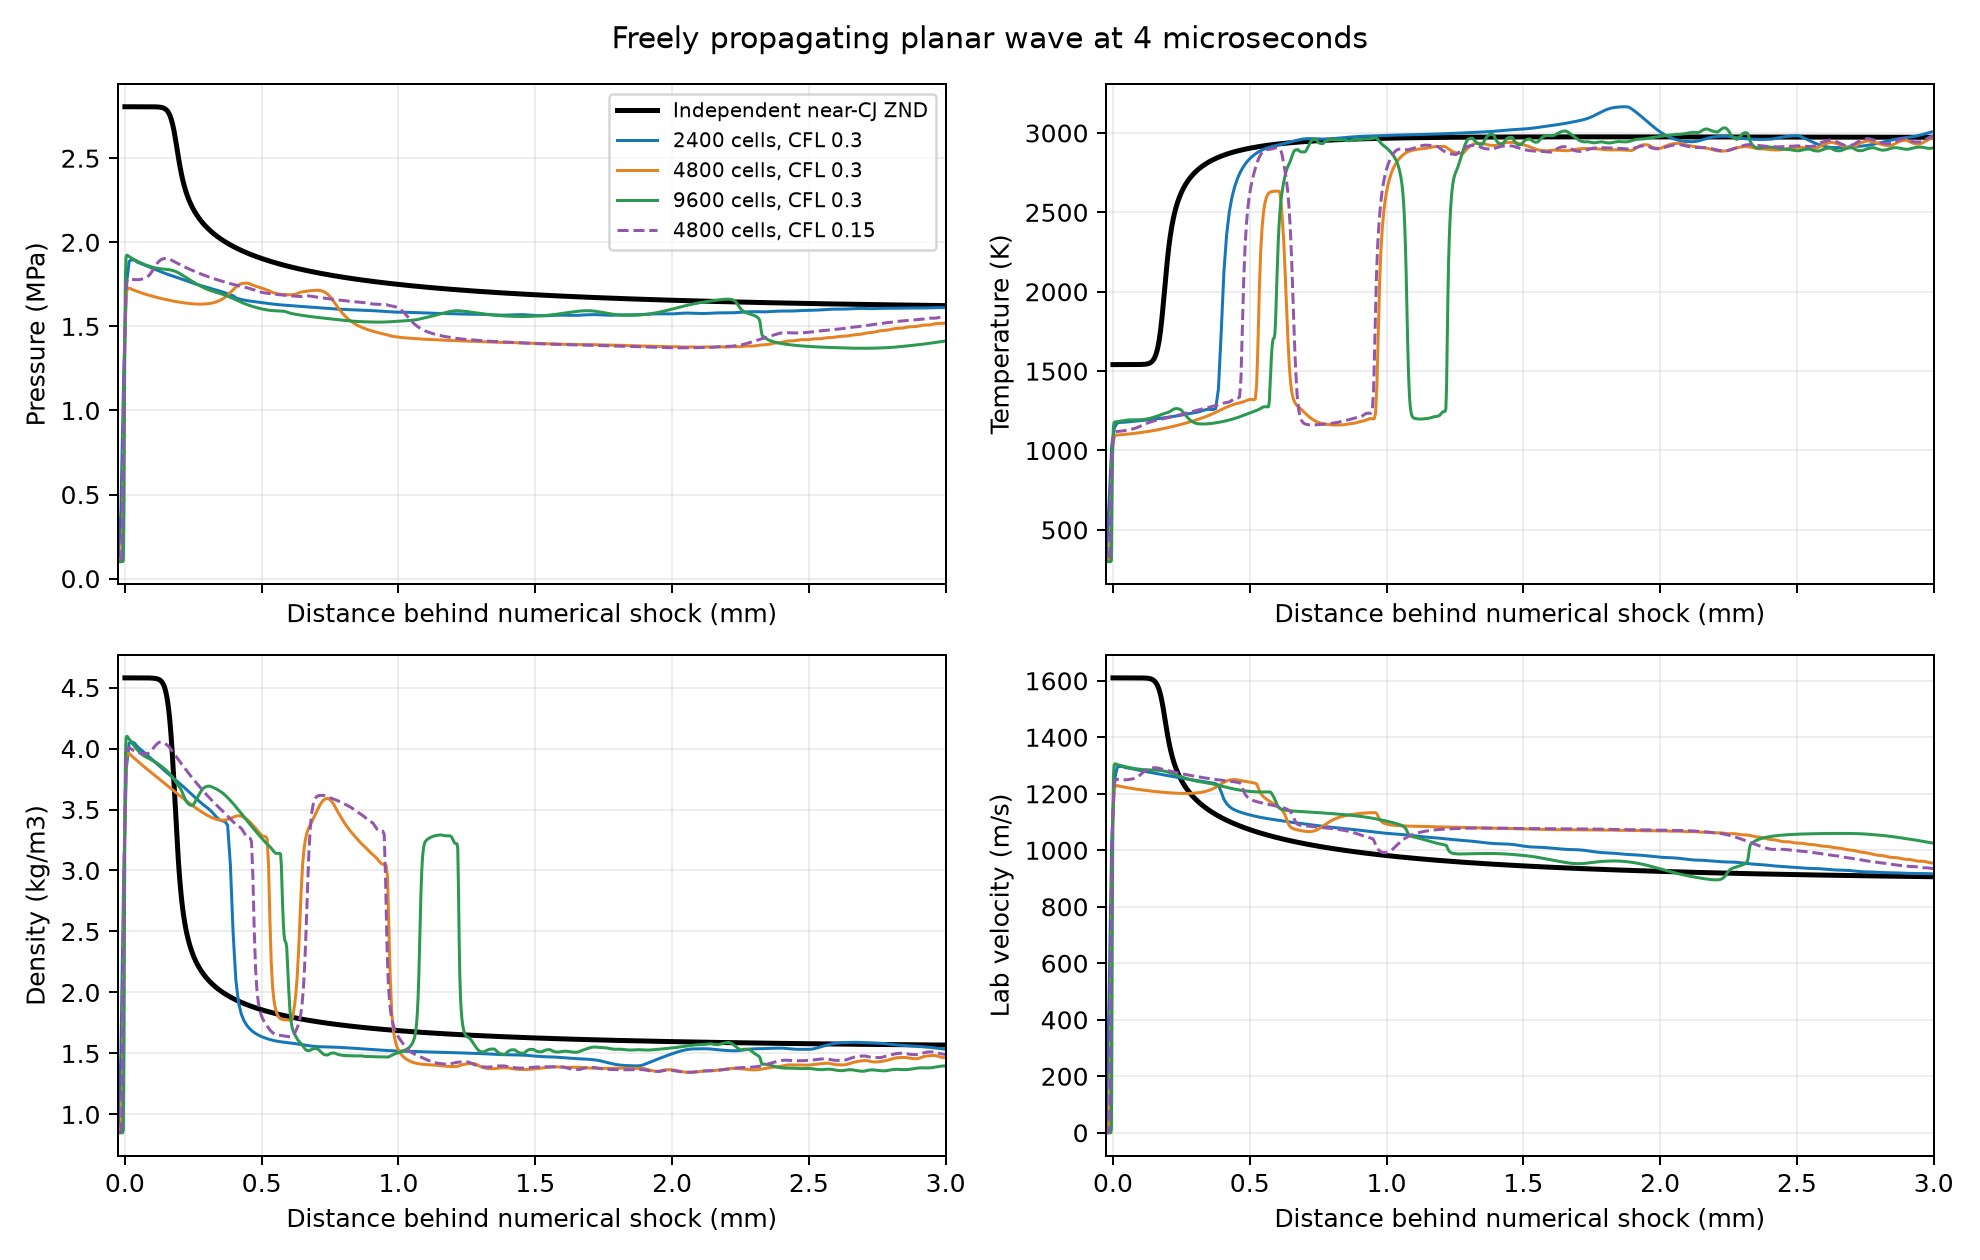 Freely propagating planar wave at 4 microseconds
Pressure (MPa)
2.5
2.0
1.5
1.0
0.5
0.0
Independent near-CJ ZND
2400 cells, CFL 0.3
4800 cells, CFL 0.3
9600 cells, CFL 0.3
4800 cells, CFL 0.15
Distance behind numerical shock (mm)
Temperature (K)
3000
2500
2000
1500
1000
500
Distance behind numerical shock (mm)
Density (kg/m3)
4.5
4.0
3.5
3.0
2.5
2.0
1.5
1.0
0.0 0.5 1.0 1.5 2.0 2.5 3.0
Distance behind numerical shock (mm)
Lab velocity (m/s)
1600
1400
1200
1000
800
600
400
200
0
0.0 0.5 1.0 1.5 2.0 2.5 3.0
Distance behind numerical shock (mm)